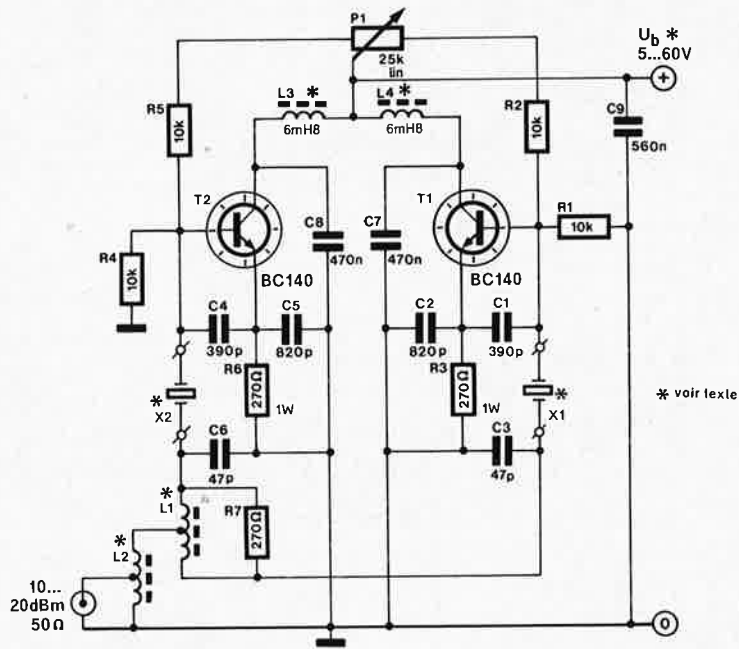 P1
25k
lin
U_b *
5...60V
+
L3 *
6mH8
L4 *
6mH8
R5
10k
R2
10k
C9
560n
T2
T1
C8
470n
C7
470n
R1
10k
R4
10k
BC140
BC140
C4
390p
C5
820p
C2
820p
C1
390p
R6
270Ω
1W
R3
270Ω
1W
* X2
* X1
* voir texte
C6
47p
C3
47p
* L1
R7
270Ω
* L2
10...
20dBm
50Ω
0